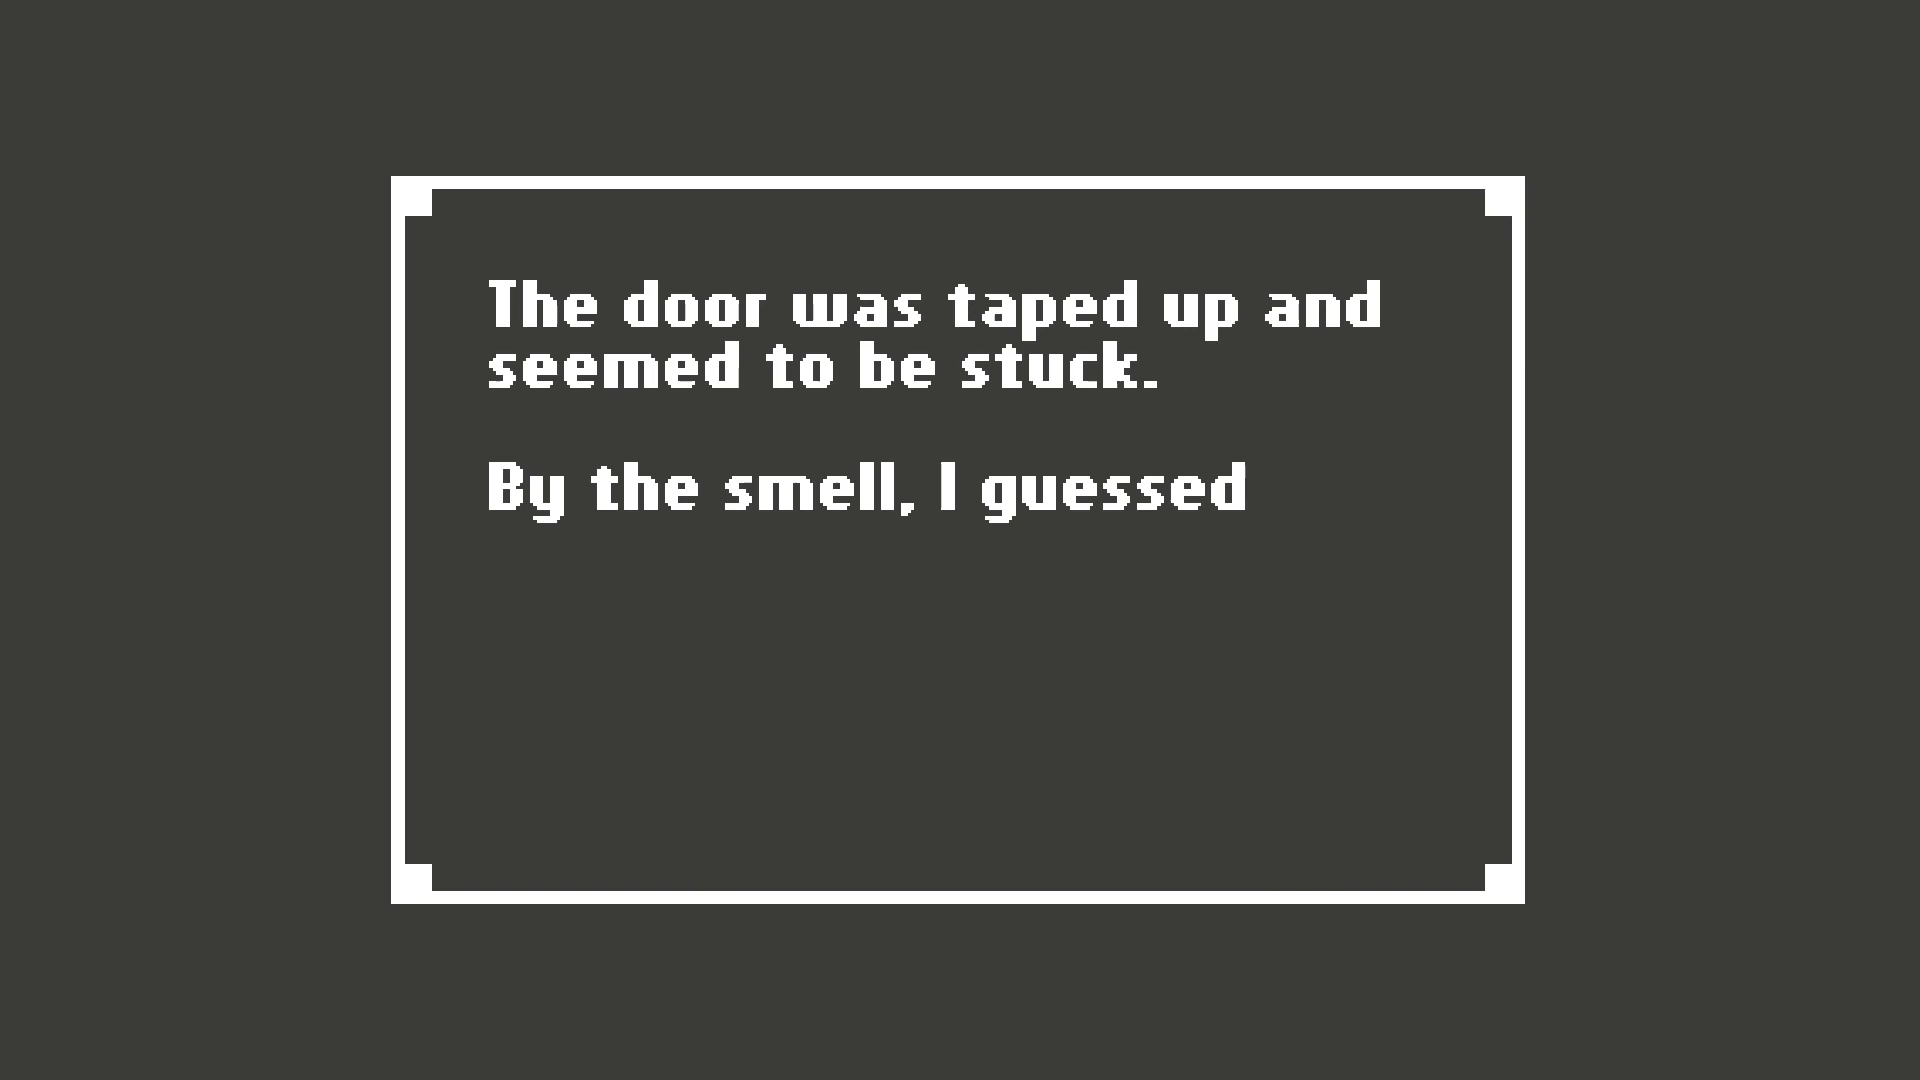 The door was taped up and
seemed to be stuck.
By the smell, I guessed